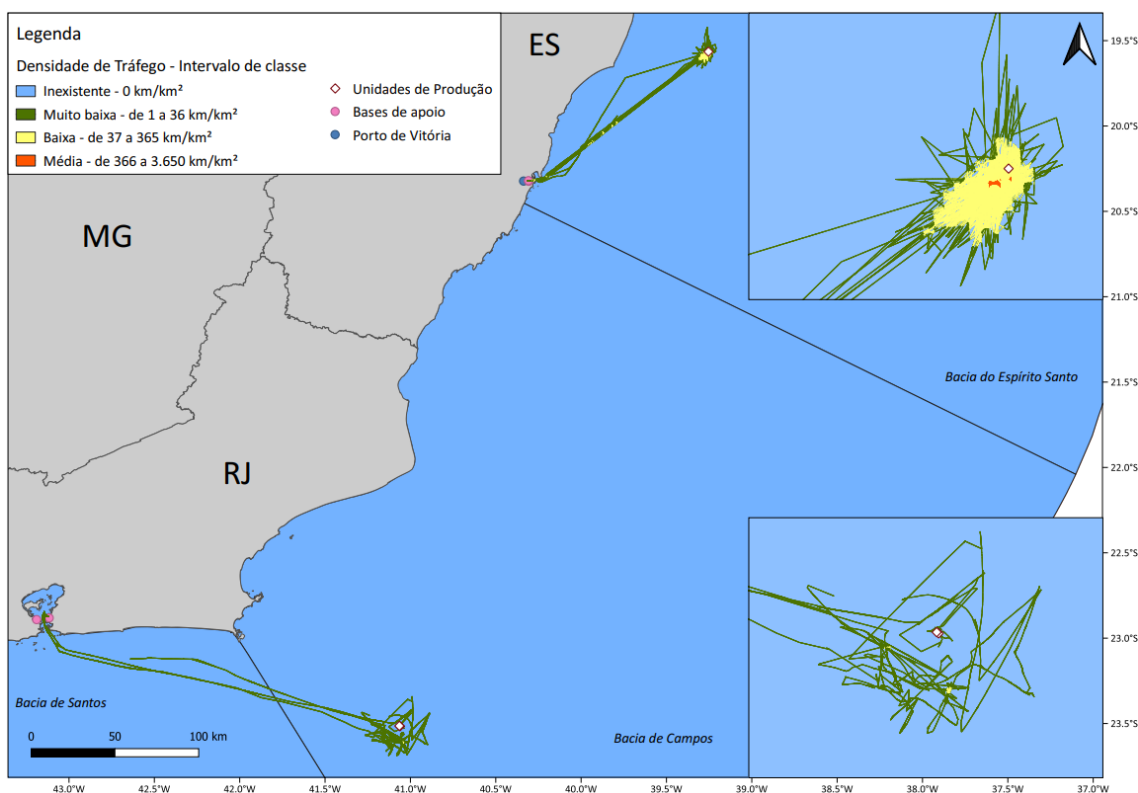 Legenda
Densidade de Tráfego - Intervalo de classe
Inexistente - 0 km/km²
Muito baixa - de 1 a 36 km/km²
Baixa - de 37 a 365 km/km²
Média - de 366 a 3.650 km/km²
Unidades de Produção
Bases de apoio
Porto de Vitória
ES
MG
RJ
Bacia do Espírito Santo
Bacia de Santos
Bacia de Campos
0 50 100 km
19.5°S
20.0°S
20.5°S
21.0°S
21.5°S
22.0°S
22.5°S
23.0°S
23.5°S
43.0°W 42.5°W 42.0°W 41.5°W 41.0°W 40.5°W 40.0°W 39.5°W 39.0°W 38.5°W 38.0°W 37.5°W 37.0°W